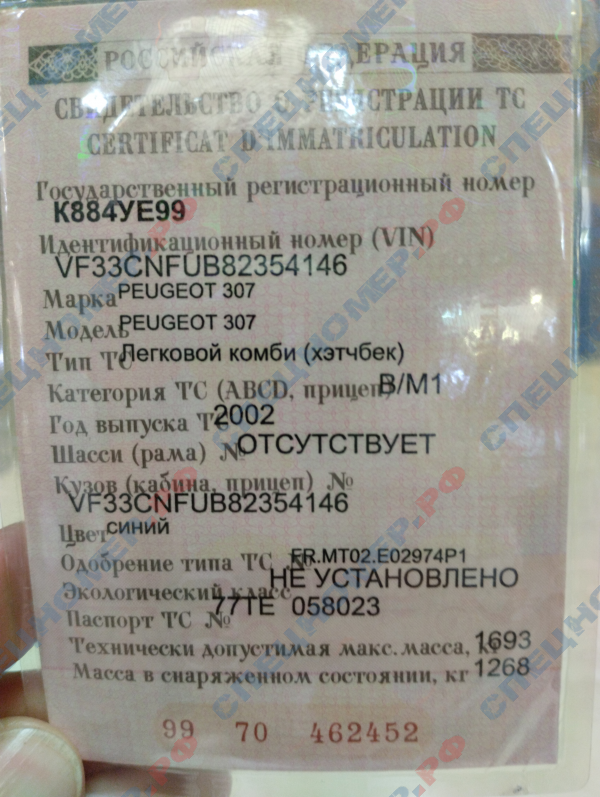 РОССИЙСКАЯ ФЕДЕРАЦИЯ
СВИДЕТЕЛЬСТВО О РЕГИСТРАЦИИ ТС
CERTIFICAT D'IMMATRICULATION
Государственный регистрационный номер
К884УЕ99
Идентификационный номер (VIN)
VF33CNFUB82354146
Марка PEUGEOT 307
Модель PEUGEOT 307
Тип ТС Легковой комби (хэтчбек)
Категория ТС (ABCD, прицеп) B/M1
Год выпуска ТС 2002
Шасси (рама) № ОТСУТСТВУЕТ
Кузов (кабина, прицеп) №
VF33CNFUB82354146
Цвет синий
Одобрение типа ТС № FR.MT02.E02974P1
Экологический класс НЕ УСТАНОВЛЕНО
Паспорт ТС № 77ТЕ 058023
Технически допустимая макс. масса, кг 1693
Масса в снаряженном состоянии, кг 1268
99 70 462452
СПЕЦНОМЕР.РФ